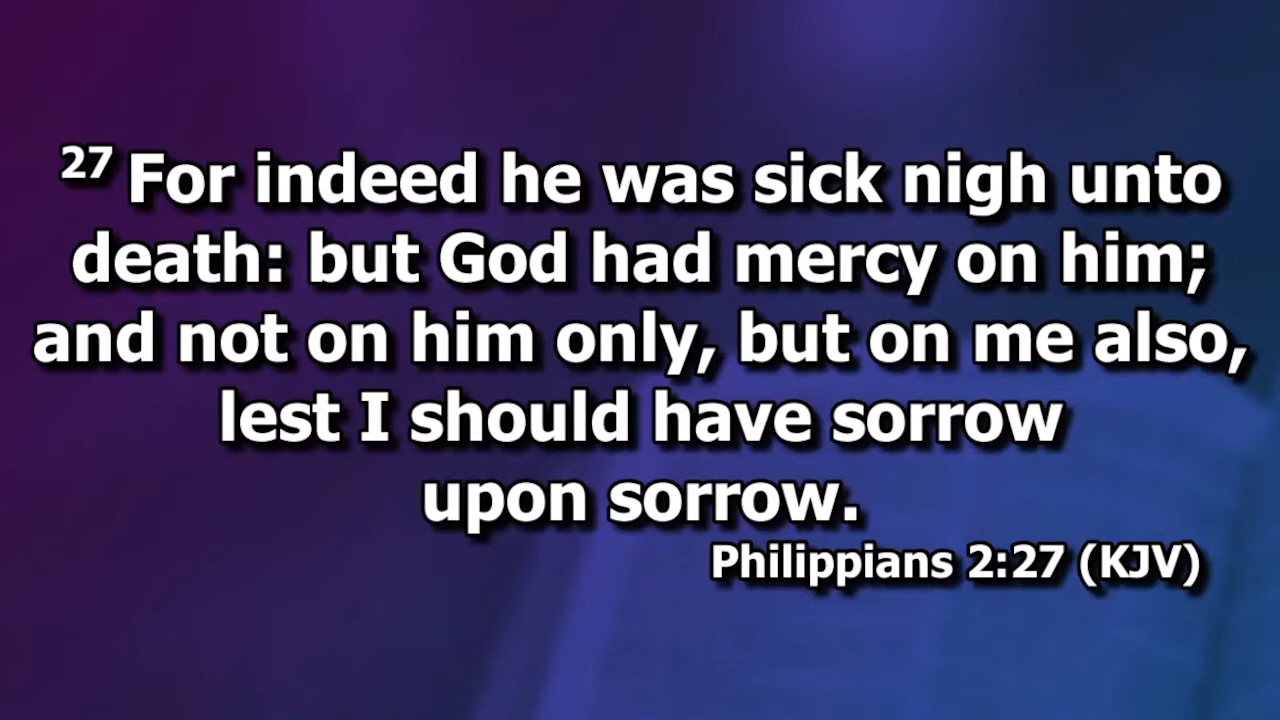 27 For indeed he was sick nigh unto
death: but God had mercy on him;
and not on him only, but on me also,
lest I should have sorrow
upon sorrow.
Philippians 2:27 (KJV)